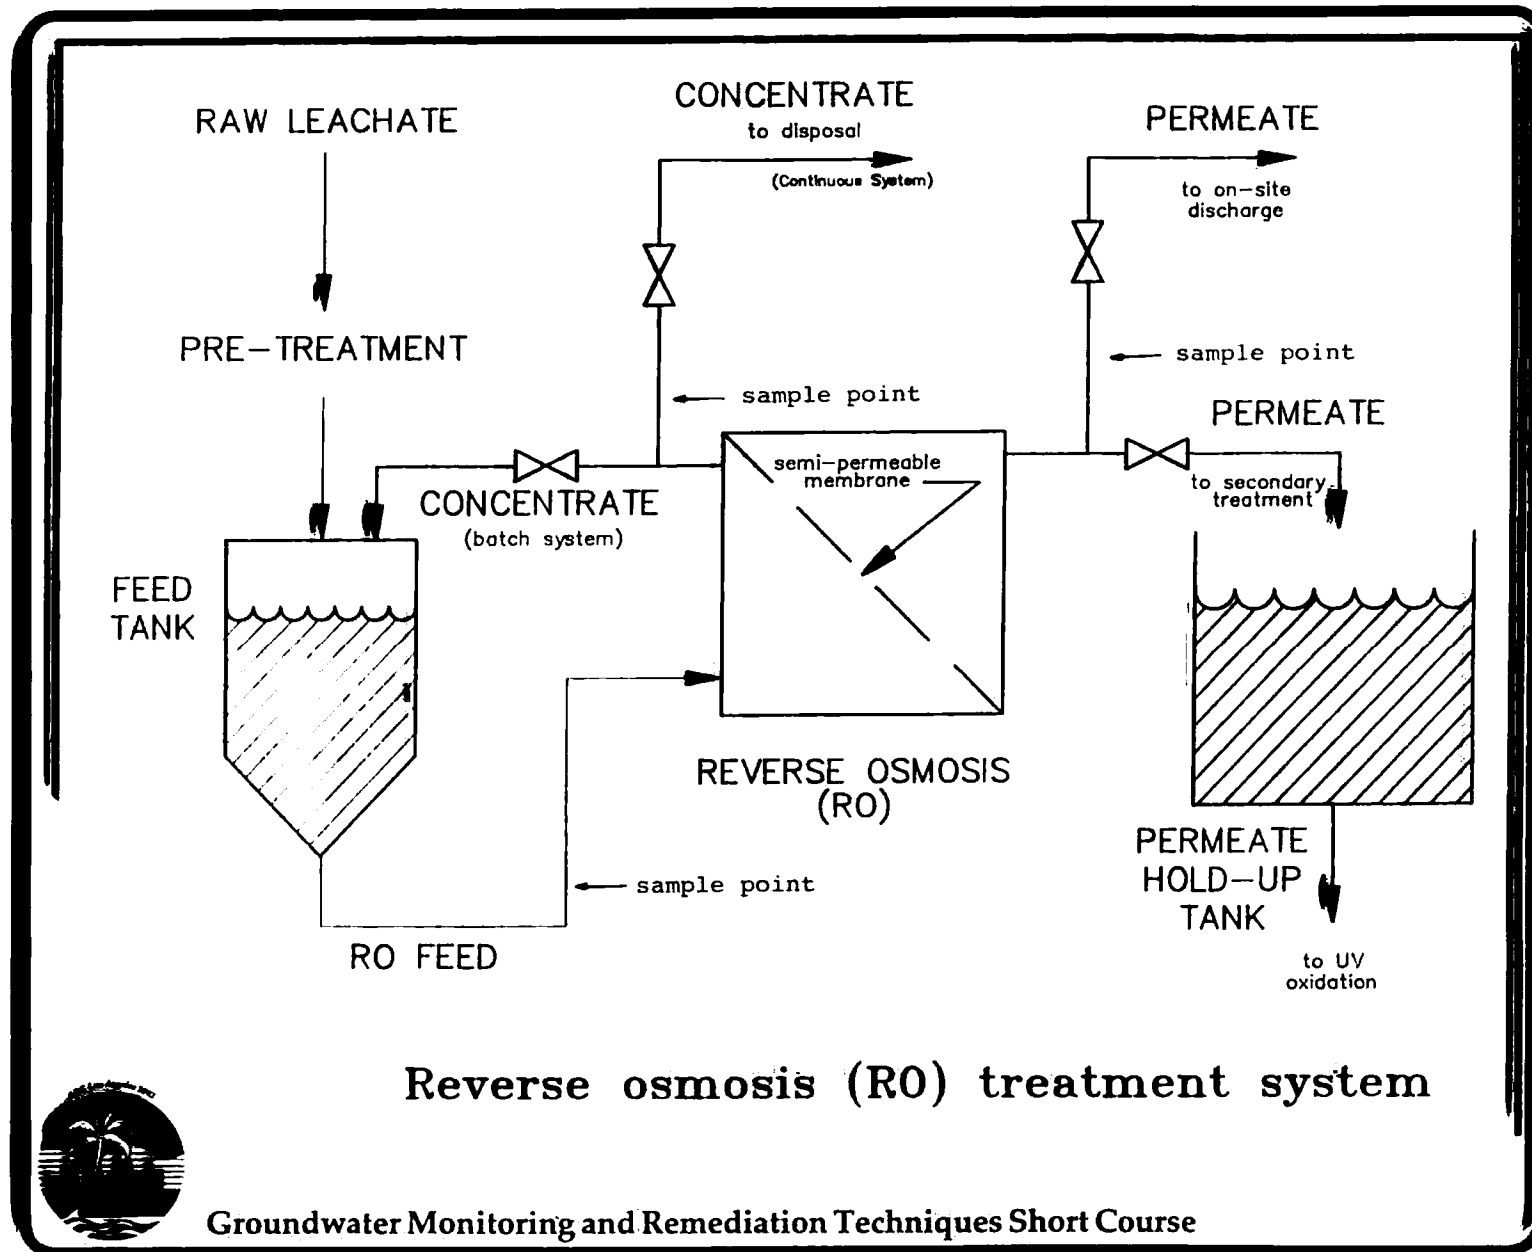 RAW LEACHATE
CONCENTRATE
to disposal
(Continuous System)
PERMEATE
to on-site
discharge
PRE-TREATMENT
sample point
sample point
PERMEATE
to secondary
treatment
semi-permeable
membrane
CONCENTRATE
(batch system)
FEED
TANK
REVERSE OSMOSIS
(RO)
sample point
RO FEED
PERMEATE
HOLD-UP
TANK
to UV
oxidation
Reverse osmosis (RO) treatment system
Groundwater Monitoring and Remediation Techniques Short Course